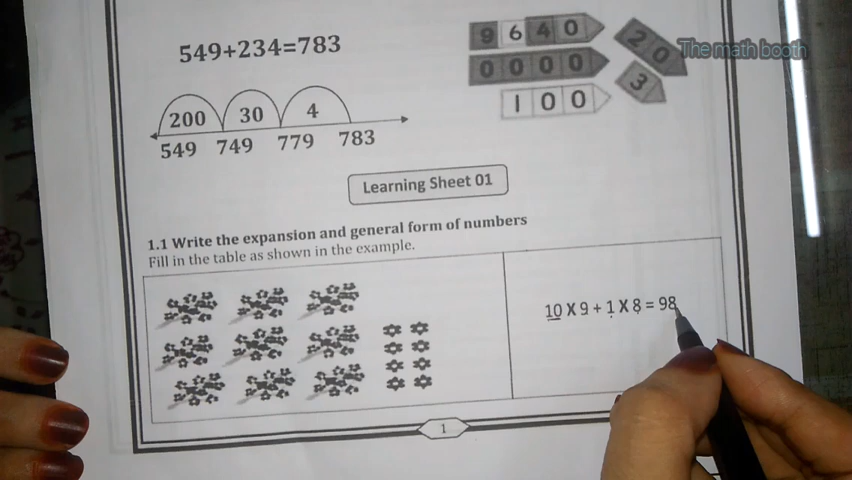 549+234=783
200 30 4
549 749 779 783
9 6 4 0
0 0 0 0
1 0 0
2 0
3
The math booth
Learning Sheet 01
1.1 Write the expansion and general form of numbers
Fill in the table as shown in the example.
10 X 9 + 1 X 8 = 98
1